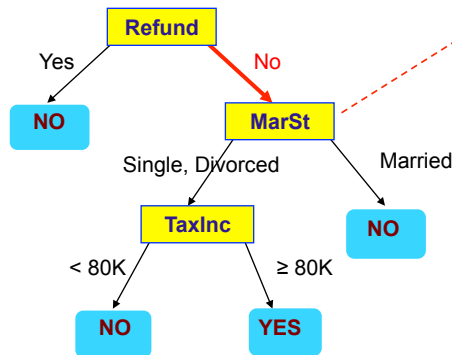 Refund
Yes
No
NO
MarSt
Single, Divorced
Married
TaxInc
NO
< 80K
≥ 80K
NO
YES